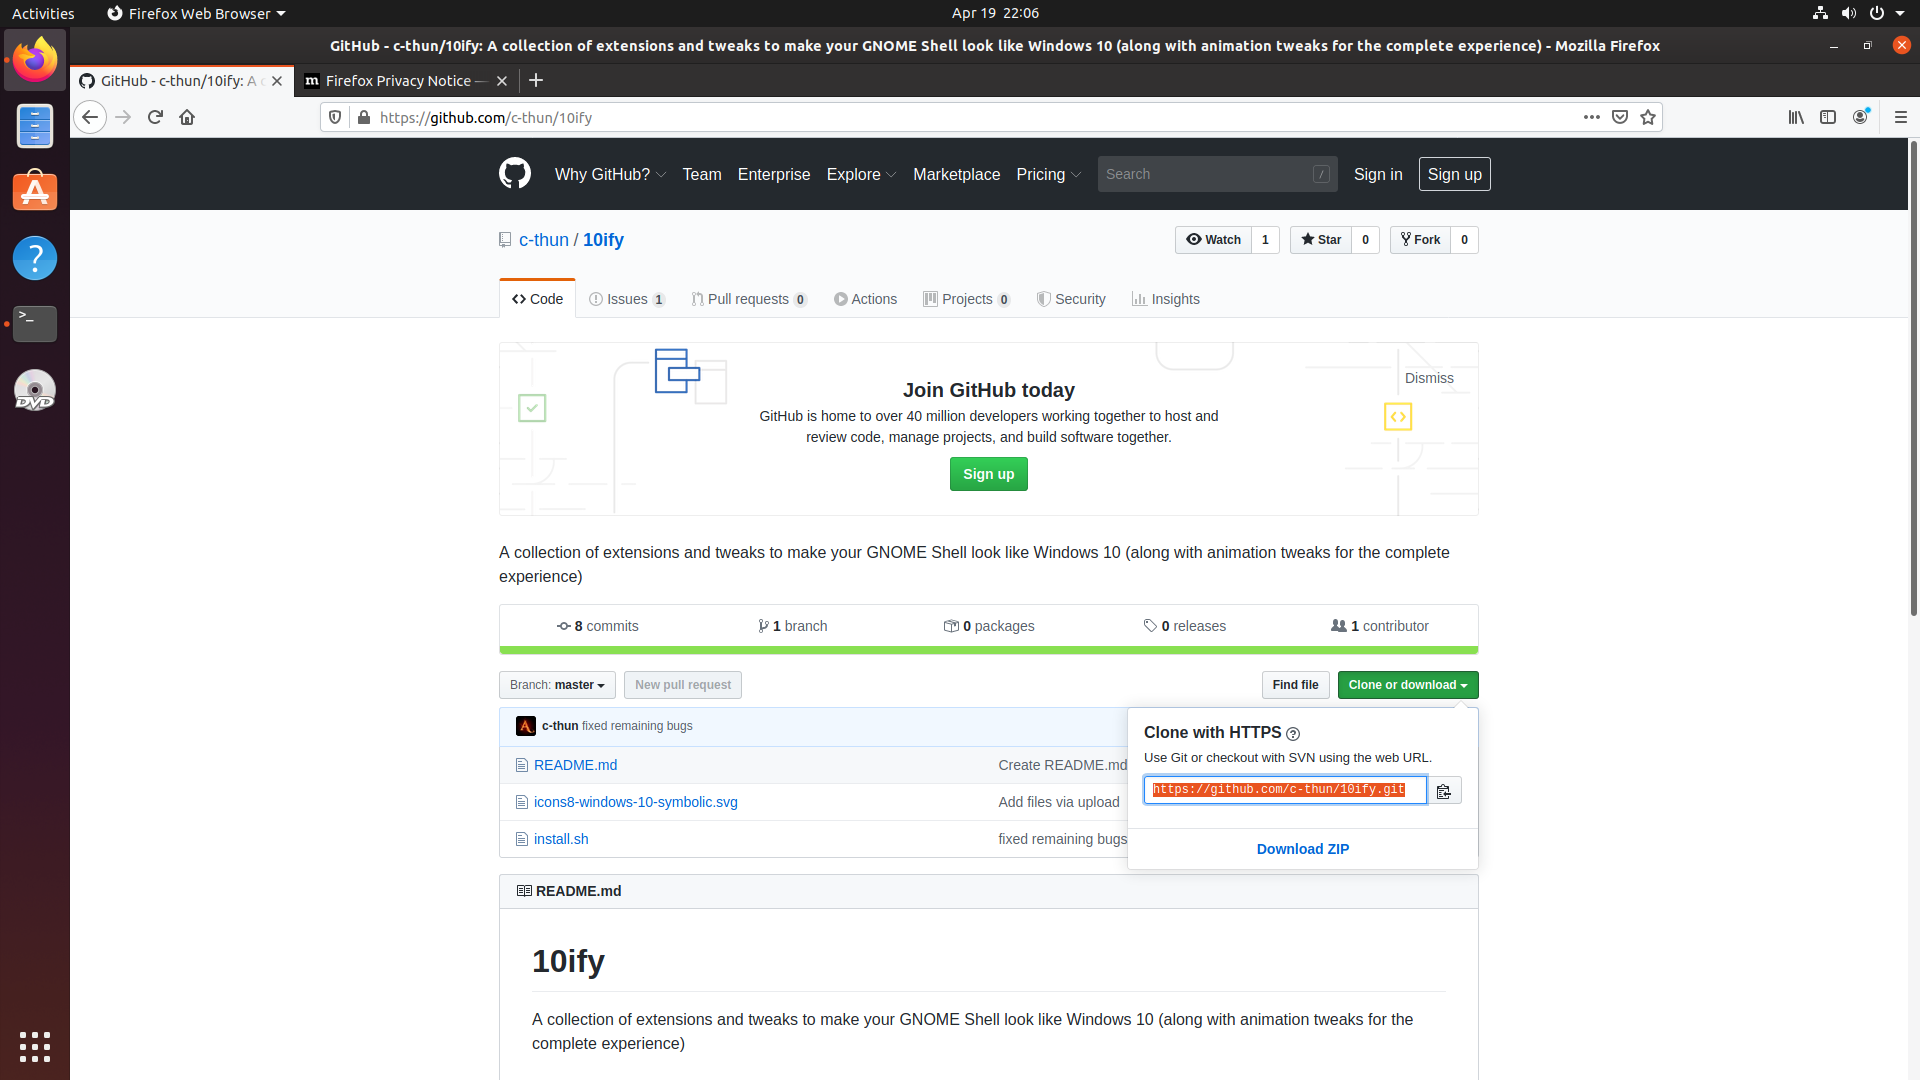 Activities
Firefox Web Browser
Apr 19 22:06
GitHub - c-thun/10ify: A collection of extensions and tweaks to make your GNOME Shell look like Windows 10 (along with animation tweaks for the complete experience) - Mozilla Firefox
GitHub - c-thun/10ify: A c
m Firefox Privacy Notice —
https://github.com/c-thun/10ify
Why GitHub?
Team
Enterprise
Explore
Marketplace
Pricing
Search
/
Sign in
Sign up
c-thun / 10ify
Watch 1
Star 0
Fork 0
Code
Issues 1
Pull requests 0
Actions
Projects 0
Security
Insights
Join GitHub today
Dismiss
GitHub is home to over 40 million developers working together to host and
review code, manage projects, and build software together.
Sign up
A collection of extensions and tweaks to make your GNOME Shell look like Windows 10 (along with animation tweaks for the complete
experience)
8 commits
1 branch
0 packages
0 releases
1 contributor
Branch: master
New pull request
Find file
Clone or download
c-thun fixed remaining bugs
README.md
Create README.md
icons8-windows-10-symbolic.svg
Add files via upload
install.sh
fixed remaining bugs
Clone with HTTPS ?
Use Git or checkout with SVN using the web URL.
https://github.com/c-thun/10ify.git
Download ZIP
README.md
10ify
A collection of extensions and tweaks to make your GNOME Shell look like Windows 10 (along with animation tweaks for the
complete experience)
A
?
>_
DVD